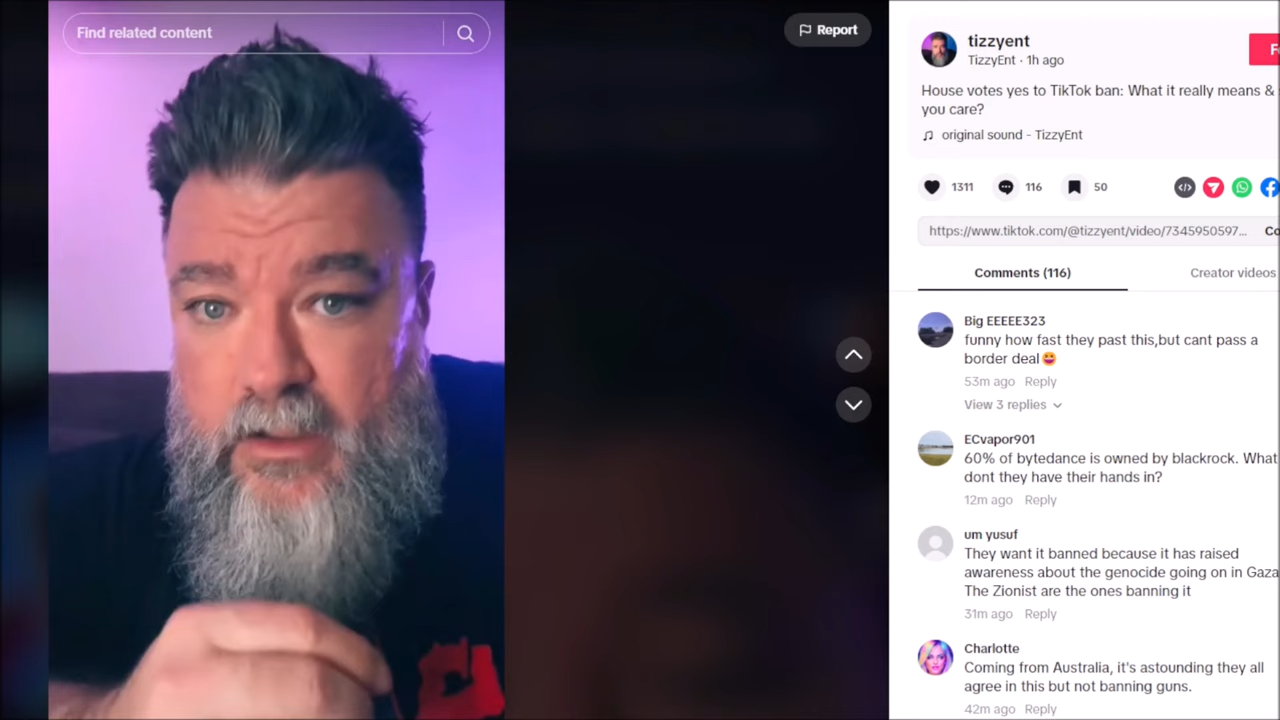 Find related content
Report
tizzyent
TizzyEnt · 1h ago
House votes yes to TikTok ban: What it really means &
you care?
original sound - TizzyEnt
1311
116
50
https://www.tiktok.com/@tizzyent/video/7345950597...
Comments (116)
Creator videos
Big EEEEE323
funny how fast they past this,but cant pass a
border deal😆
53m ago Reply
View 3 replies
ECvapor901
60% of bytedance is owned by blackrock. What
dont they have their hands in?
12m ago Reply
um yusuf
They want it banned because it has raised
awareness about the genocide going on in Gaza
The Zionist are the ones banning it
31m ago Reply
Charlotte
Coming from Australia, it's astounding they all
agree in this but not banning guns.
42m ago Reply